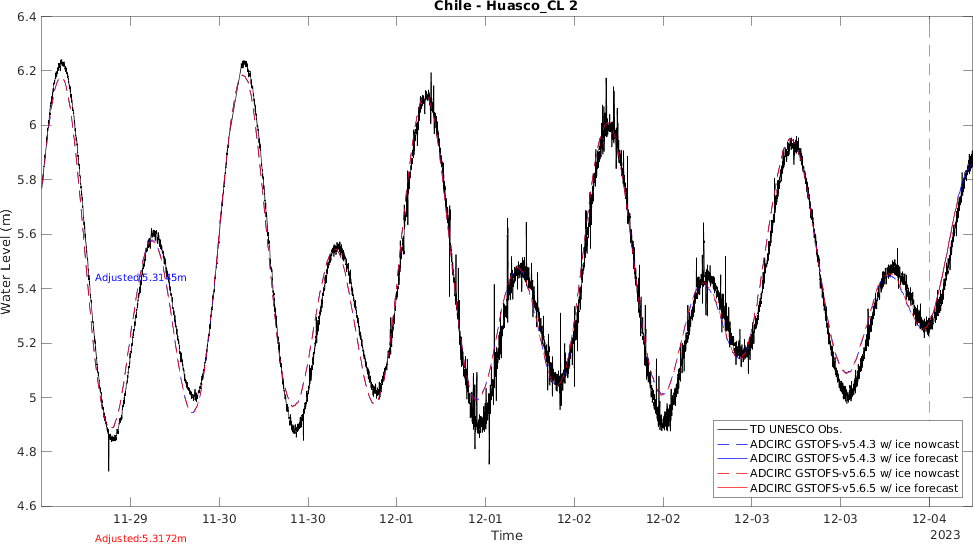 Chile - Huasco_CL 2
6.4
6.2
6
5.8
5.6
5.4
5.2
5
4.8
4.6
Water Level (m)
Adjusted:5.3145m
TD UNESCO Obs.
ADCIRC GSTOFS-v5.4.3 w/ ice nowcast
ADCIRC GSTOFS-v5.4.3 w/ ice forecast
ADCIRC GSTOFS-v5.6.5 w/ ice nowcast
ADCIRC GSTOFS-v5.6.5 w/ ice forecast
11-29 11-30 11-30 12-01 12-01 12-02 12-02 12-03 12-03 12-04
2023
Time
Adjusted:5.3172m